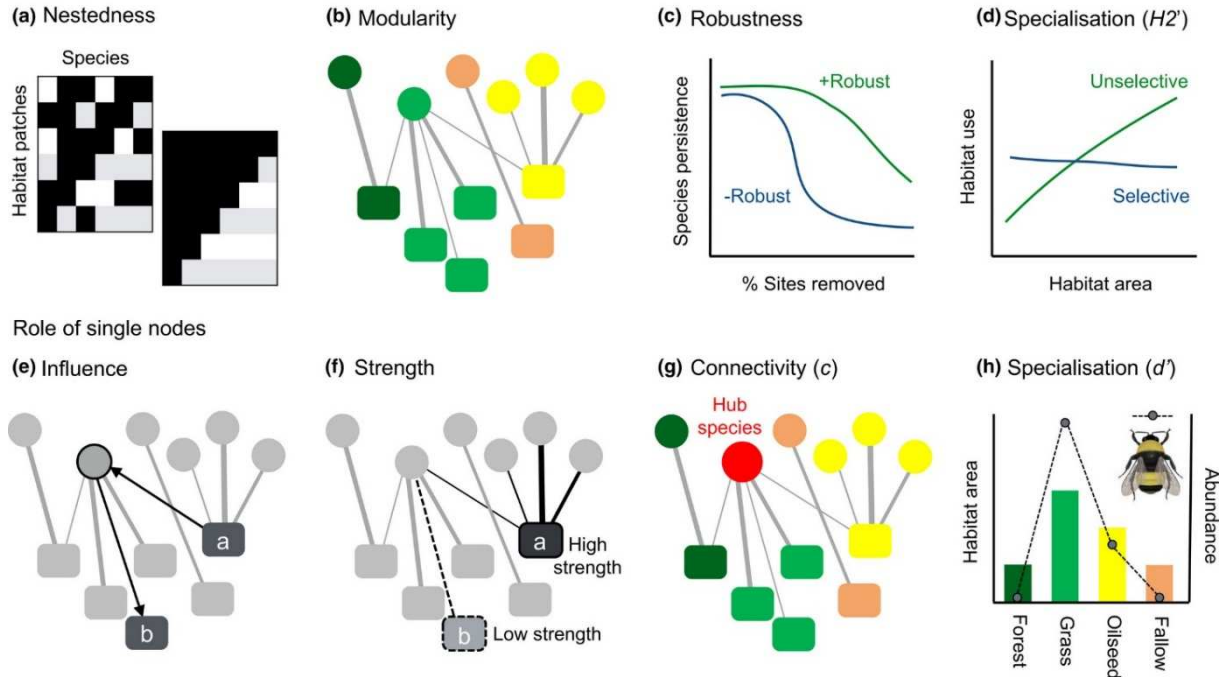 (a) Nestedness
Species
Habitat patches
(b) Modularity
(c) Robustness
Species persistence
+Robust
-Robust
% Sites removed
(d) Specialisation (H2')
Habitat use
Unselective
Selective
Habitat area
Role of single nodes
(e) Influence
a
b
(f) Strength
a
High
strength
b
Low strength
(g) Connectivity (c)
Hub
species
(h) Specialisation (d')
Habitat area
Abundance
Forest
Grass
Oilseed
Fallow